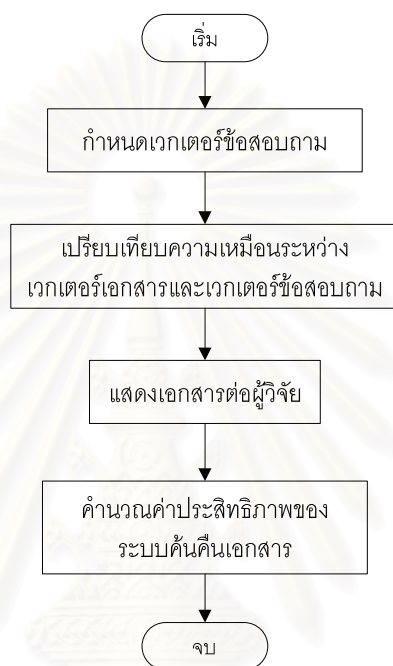 เริ่ม
กำหนดเวกเตอร์ข้อสอบถาม
เปรียบเทียบความเหมือนระหว่าง
เวกเตอร์เอกสารและเวกเตอร์ข้อสอบถาม
แสดงเอกสารต่อผู้วิจัย
คำนวณค่าประสิทธิภาพของ
ระบบค้นคืนเอกสาร
จบ